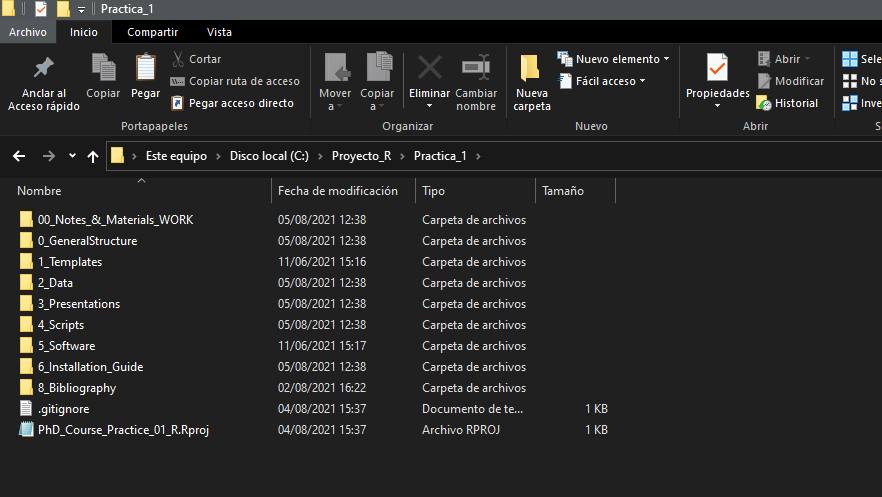 Practica_1
Archivo Inicio Compartir Vista
Anclar al Acceso rápido
Copiar
Pegar
Cortar
Copiar ruta de acceso
Pegar acceso directo
Portapapeles
Mover a
Copiar a
Eliminar
Cambiar nombre
Organizar
Nueva carpeta
Nuevo elemento
Fácil acceso
Nuevo
Propiedades
Abrir
Modificar
Historial
Abrir
Sele
No s
Inve
S
Este equipo > Disco local (C:) > Proyecto_R > Practica_1 >
Nombre Fecha de modificación Tipo Tamaño
00_Notes_&_Materials_WORK 05/08/2021 12:38 Carpeta de archivos
0_GeneralStructure 05/08/2021 12:38 Carpeta de archivos
1_Templates 11/06/2021 15:16 Carpeta de archivos
2_Data 05/08/2021 12:38 Carpeta de archivos
3_Presentations 05/08/2021 12:38 Carpeta de archivos
4_Scripts 05/08/2021 12:38 Carpeta de archivos
5_Software 11/06/2021 15:17 Carpeta de archivos
6_Installation_Guide 05/08/2021 12:38 Carpeta de archivos
8_Bibliography 02/08/2021 16:22 Carpeta de archivos
.gitignore 04/08/2021 15:37 Documento de te... 1 KB
PhD_Course_Practice_01_R.Rproj 04/08/2021 15:37 Archivo RPROJ 1 KB